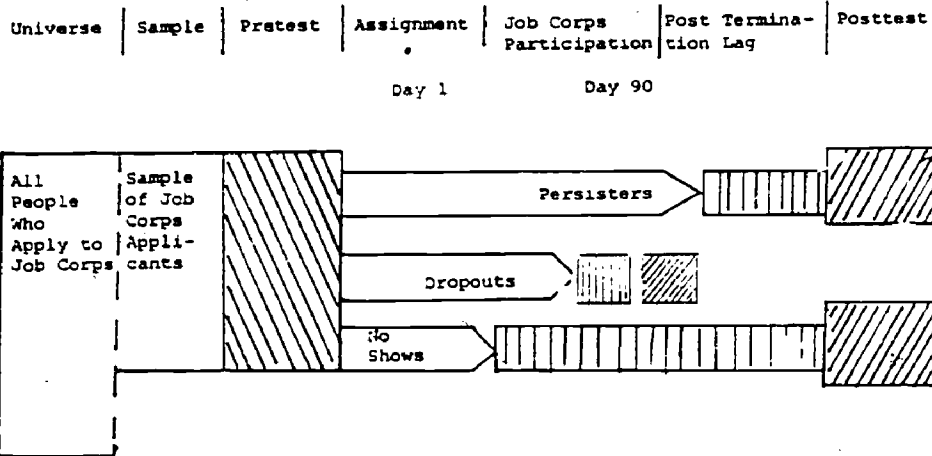 Universe Sample Pretest Assignment Job Corps Participation Post Termina- tion Lag Posttest
Day 1 Day 90
All People Who Apply to Job Corps
Sample of Job Corps Appli- cants
Persisters
Dropouts
No Shows